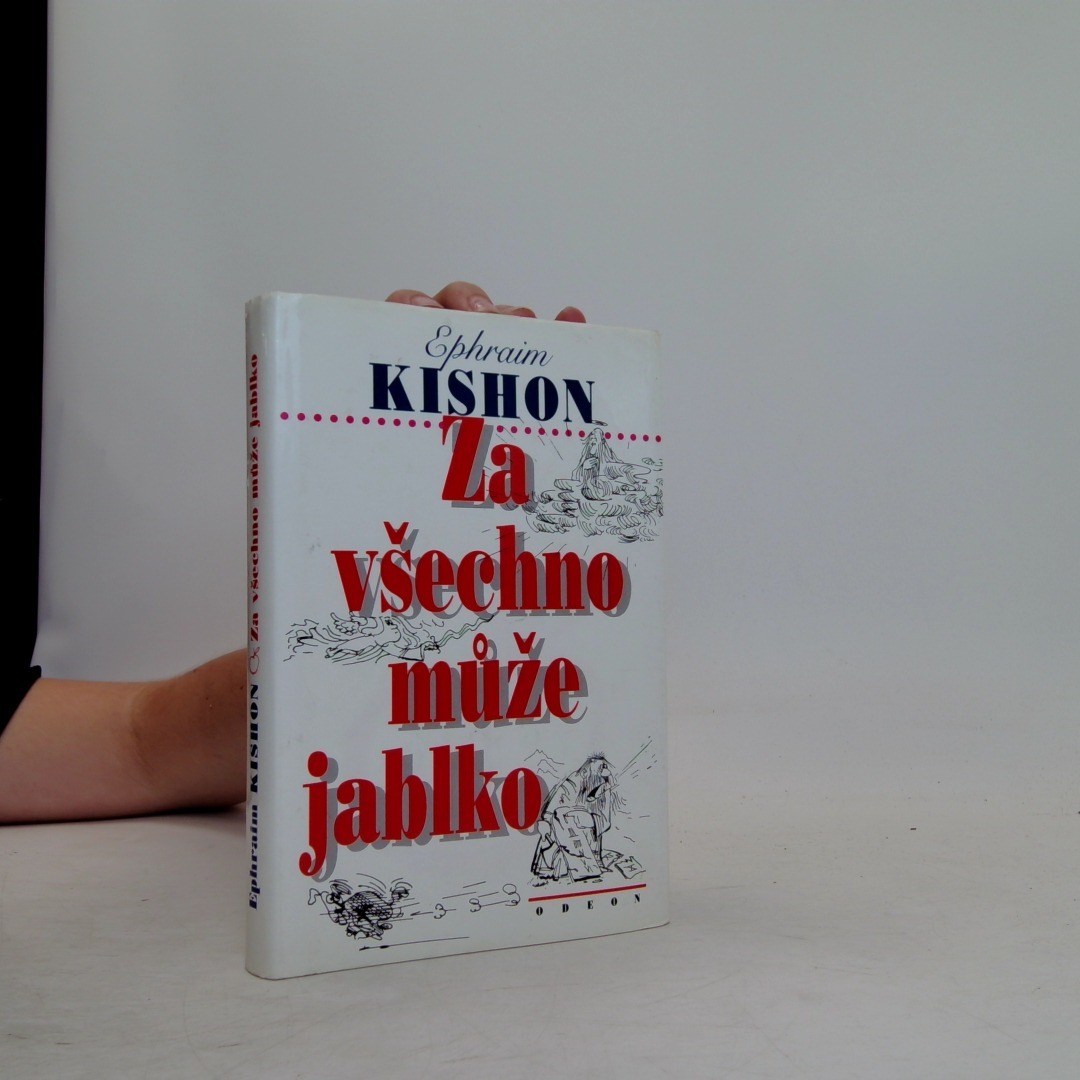 Ephraim
KISHON
Za
všechno
může
jablko
ODEON
Ephraim KISHON & Za všechno může jablko